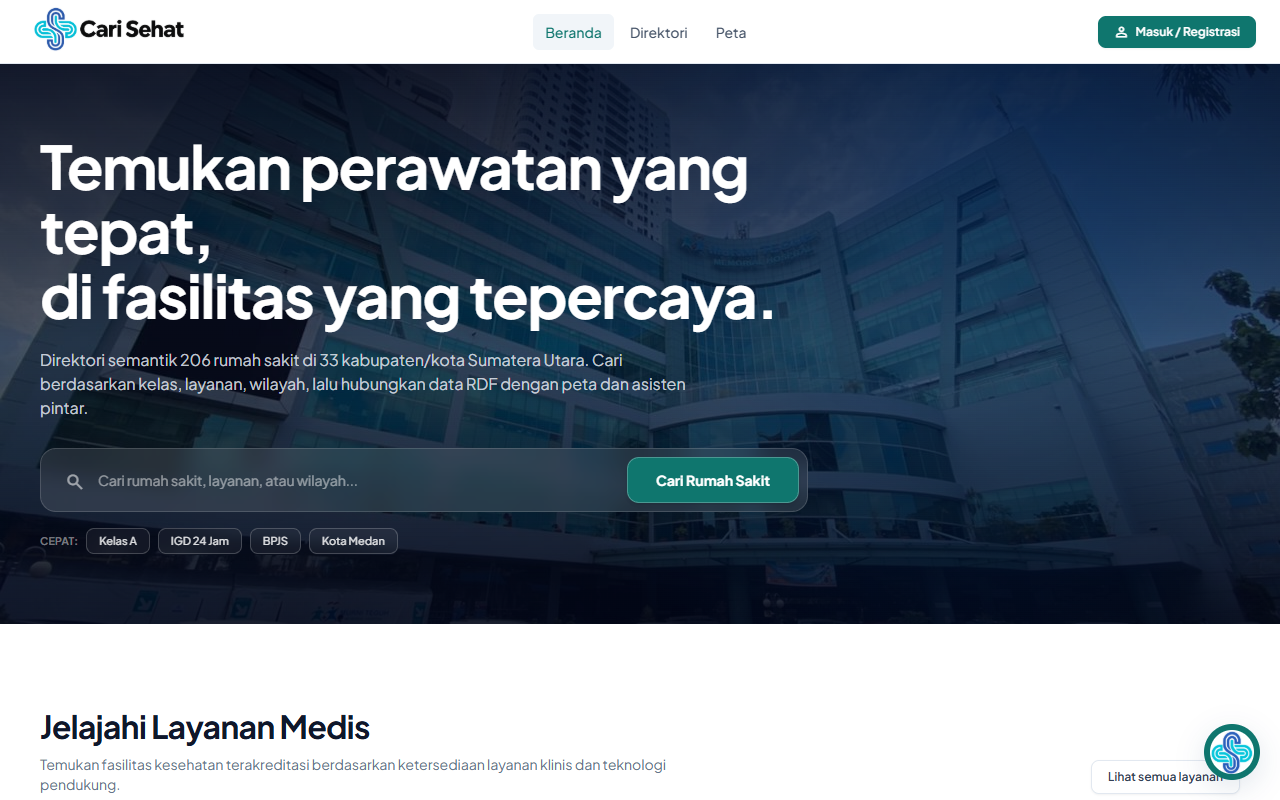 Cari Sehat
Beranda
Direktori
Peta
Masuk / Registrasi
Temukan perawatan yang
tepat,
di fasilitas yang tepercaya.
Direktori semantik 206 rumah sakit di 33 kabupaten/kota Sumatera Utara. Cari
berdasarkan kelas, layanan, wilayah, lalu hubungkan data RDF dengan peta dan asisten
pintar.
Cari rumah sakit, layanan, atau wilayah...
Cari Rumah Sakit
CEPAT:
Kelas A
IGD 24 Jam
BPJS
Kota Medan
Jelajahi Layanan Medis
Temukan fasilitas kesehatan terakreditasi berdasarkan ketersediaan layanan klinis dan teknologi
pendukung.
Lihat semua layanan